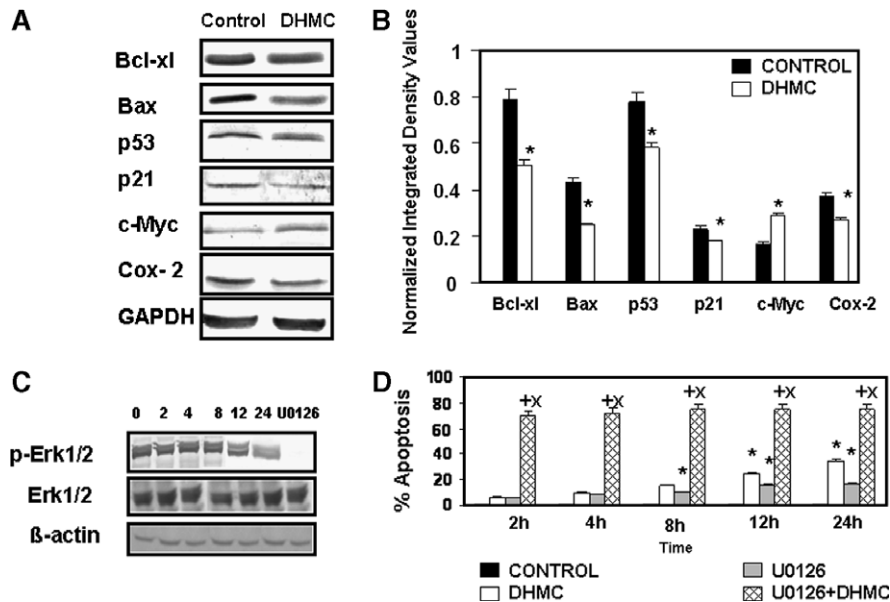 A
Control DHMC
Bcl-xl
Bax
p53
p21
c-Myc
Cox- 2
GAPDH
B
Normalized Integrated Density Values
1
0.8
0.6
0.4
0.2
0
CONTROL
DHMC
* * * * * *
Bcl-xl Bax p53 p21 c-Myc Cox-2
C
0 2 4 8 12 24 U0126
p-Erk1/2
Erk1/2
ß-actin
D
% Apoptosis
100
80
60
40
20
0
+X +X +X +X +X
* * * * *
2h 4h 8h 12h 24h
Time
CONTROL
DHMC
U0126
U0126+DHMC